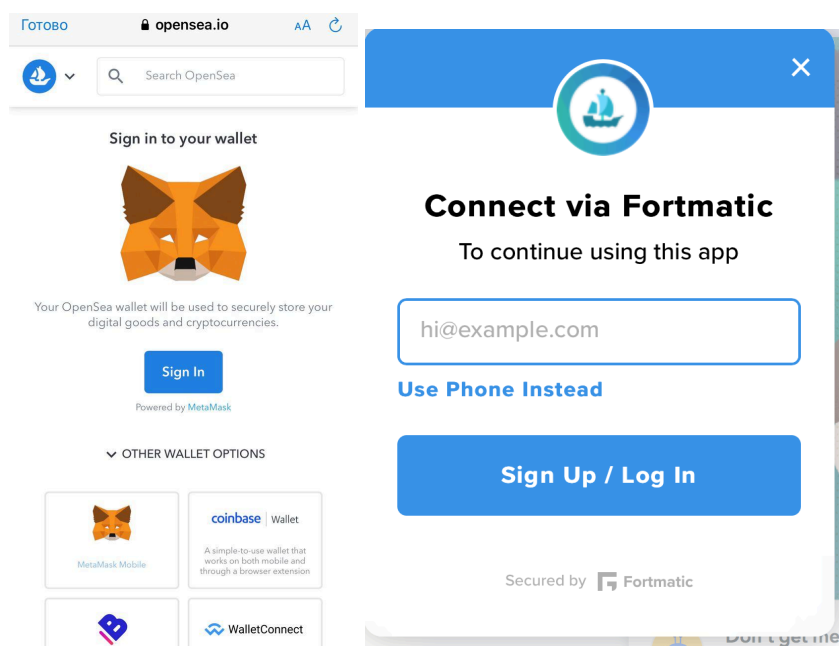 Готово
opensea.io
AA
Search OpenSea
Sign in to your wallet
Your OpenSea wallet will be used to securely store your
digital goods and cryptocurrencies.
Sign In
Powered by MetaMask
OTHER WALLET OPTIONS
MetaMask Mobile
coinbase | Wallet
A simple-to-use wallet that
works on both mobile and
through a browser extension
WalletConnect
Connect via Fortmatic
To continue using this app
hi@example.com
Use Phone Instead
Sign Up / Log In
Secured by Fortmatic
Don't get me